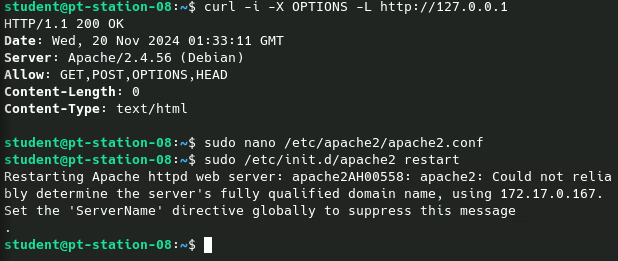 student@pt-station-08:~$ curl -i -X OPTIONS -L http://127.0.0.1
HTTP/1.1 200 OK
Date: Wed, 20 Nov 2024 01:33:11 GMT
Server: Apache/2.4.56 (Debian)
Allow: GET,POST,OPTIONS,HEAD
Content-Length: 0
Content-Type: text/html

student@pt-station-08:~$ sudo nano /etc/apache2/apache2.conf
student@pt-station-08:~$ sudo /etc/init.d/apache2 restart
Restarting Apache httpd web server: apache2AH00558: apache2: Could not relia
bly determine the server's fully qualified domain name, using 172.17.0.167.
Set the 'ServerName' directive globally to suppress this message
.
student@pt-station-08:~$